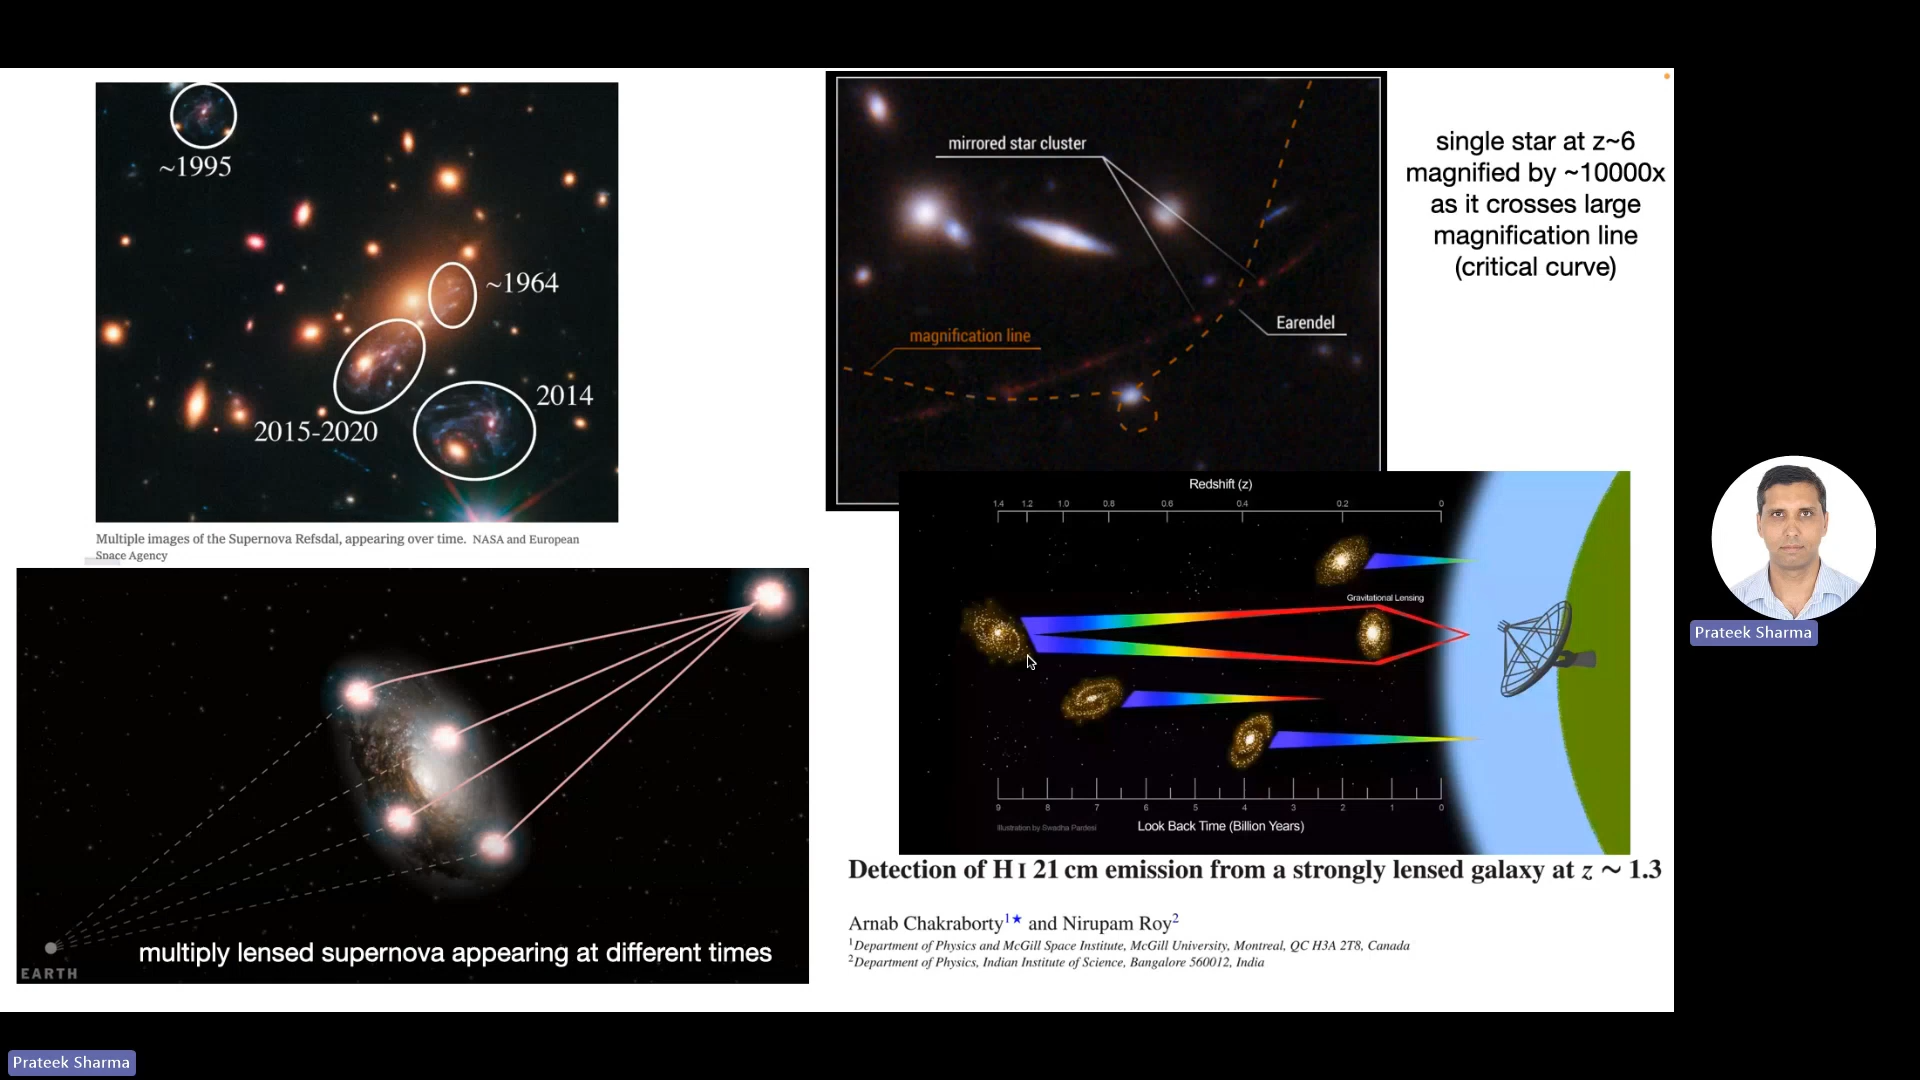 ~1995
~1964
2014
2015-2020
Multiple images of the Supernova Refsdal, appearing over time. NASA and European
Space Agency
EARTH
multiply lensed supernova appearing at different times
mirrored star cluster
Earendel
magnification line
single star at z~6
magnified by ~10000x
as it crosses large
magnification line
(critical curve)
Redshift (z)
1.4 1.2 1.0 0.8 0.6 0.4 0.2 0
Gravitational Lensing
9 8 7 6 5 4 3 2 1 0
Illustration by Swadha Pardesi
Look Back Time (Billion Years)
Detection of H I 21 cm emission from a strongly lensed galaxy at z ~ 1.3
Arnab Chakraborty1★ and Nirupam Roy2
1Department of Physics and McGill Space Institute, McGill University, Montreal, QC H3A 2T8, Canada
2Department of Physics, Indian Institute of Science, Bangalore 560012, India
Prateek Sharma
Prateek Sharma